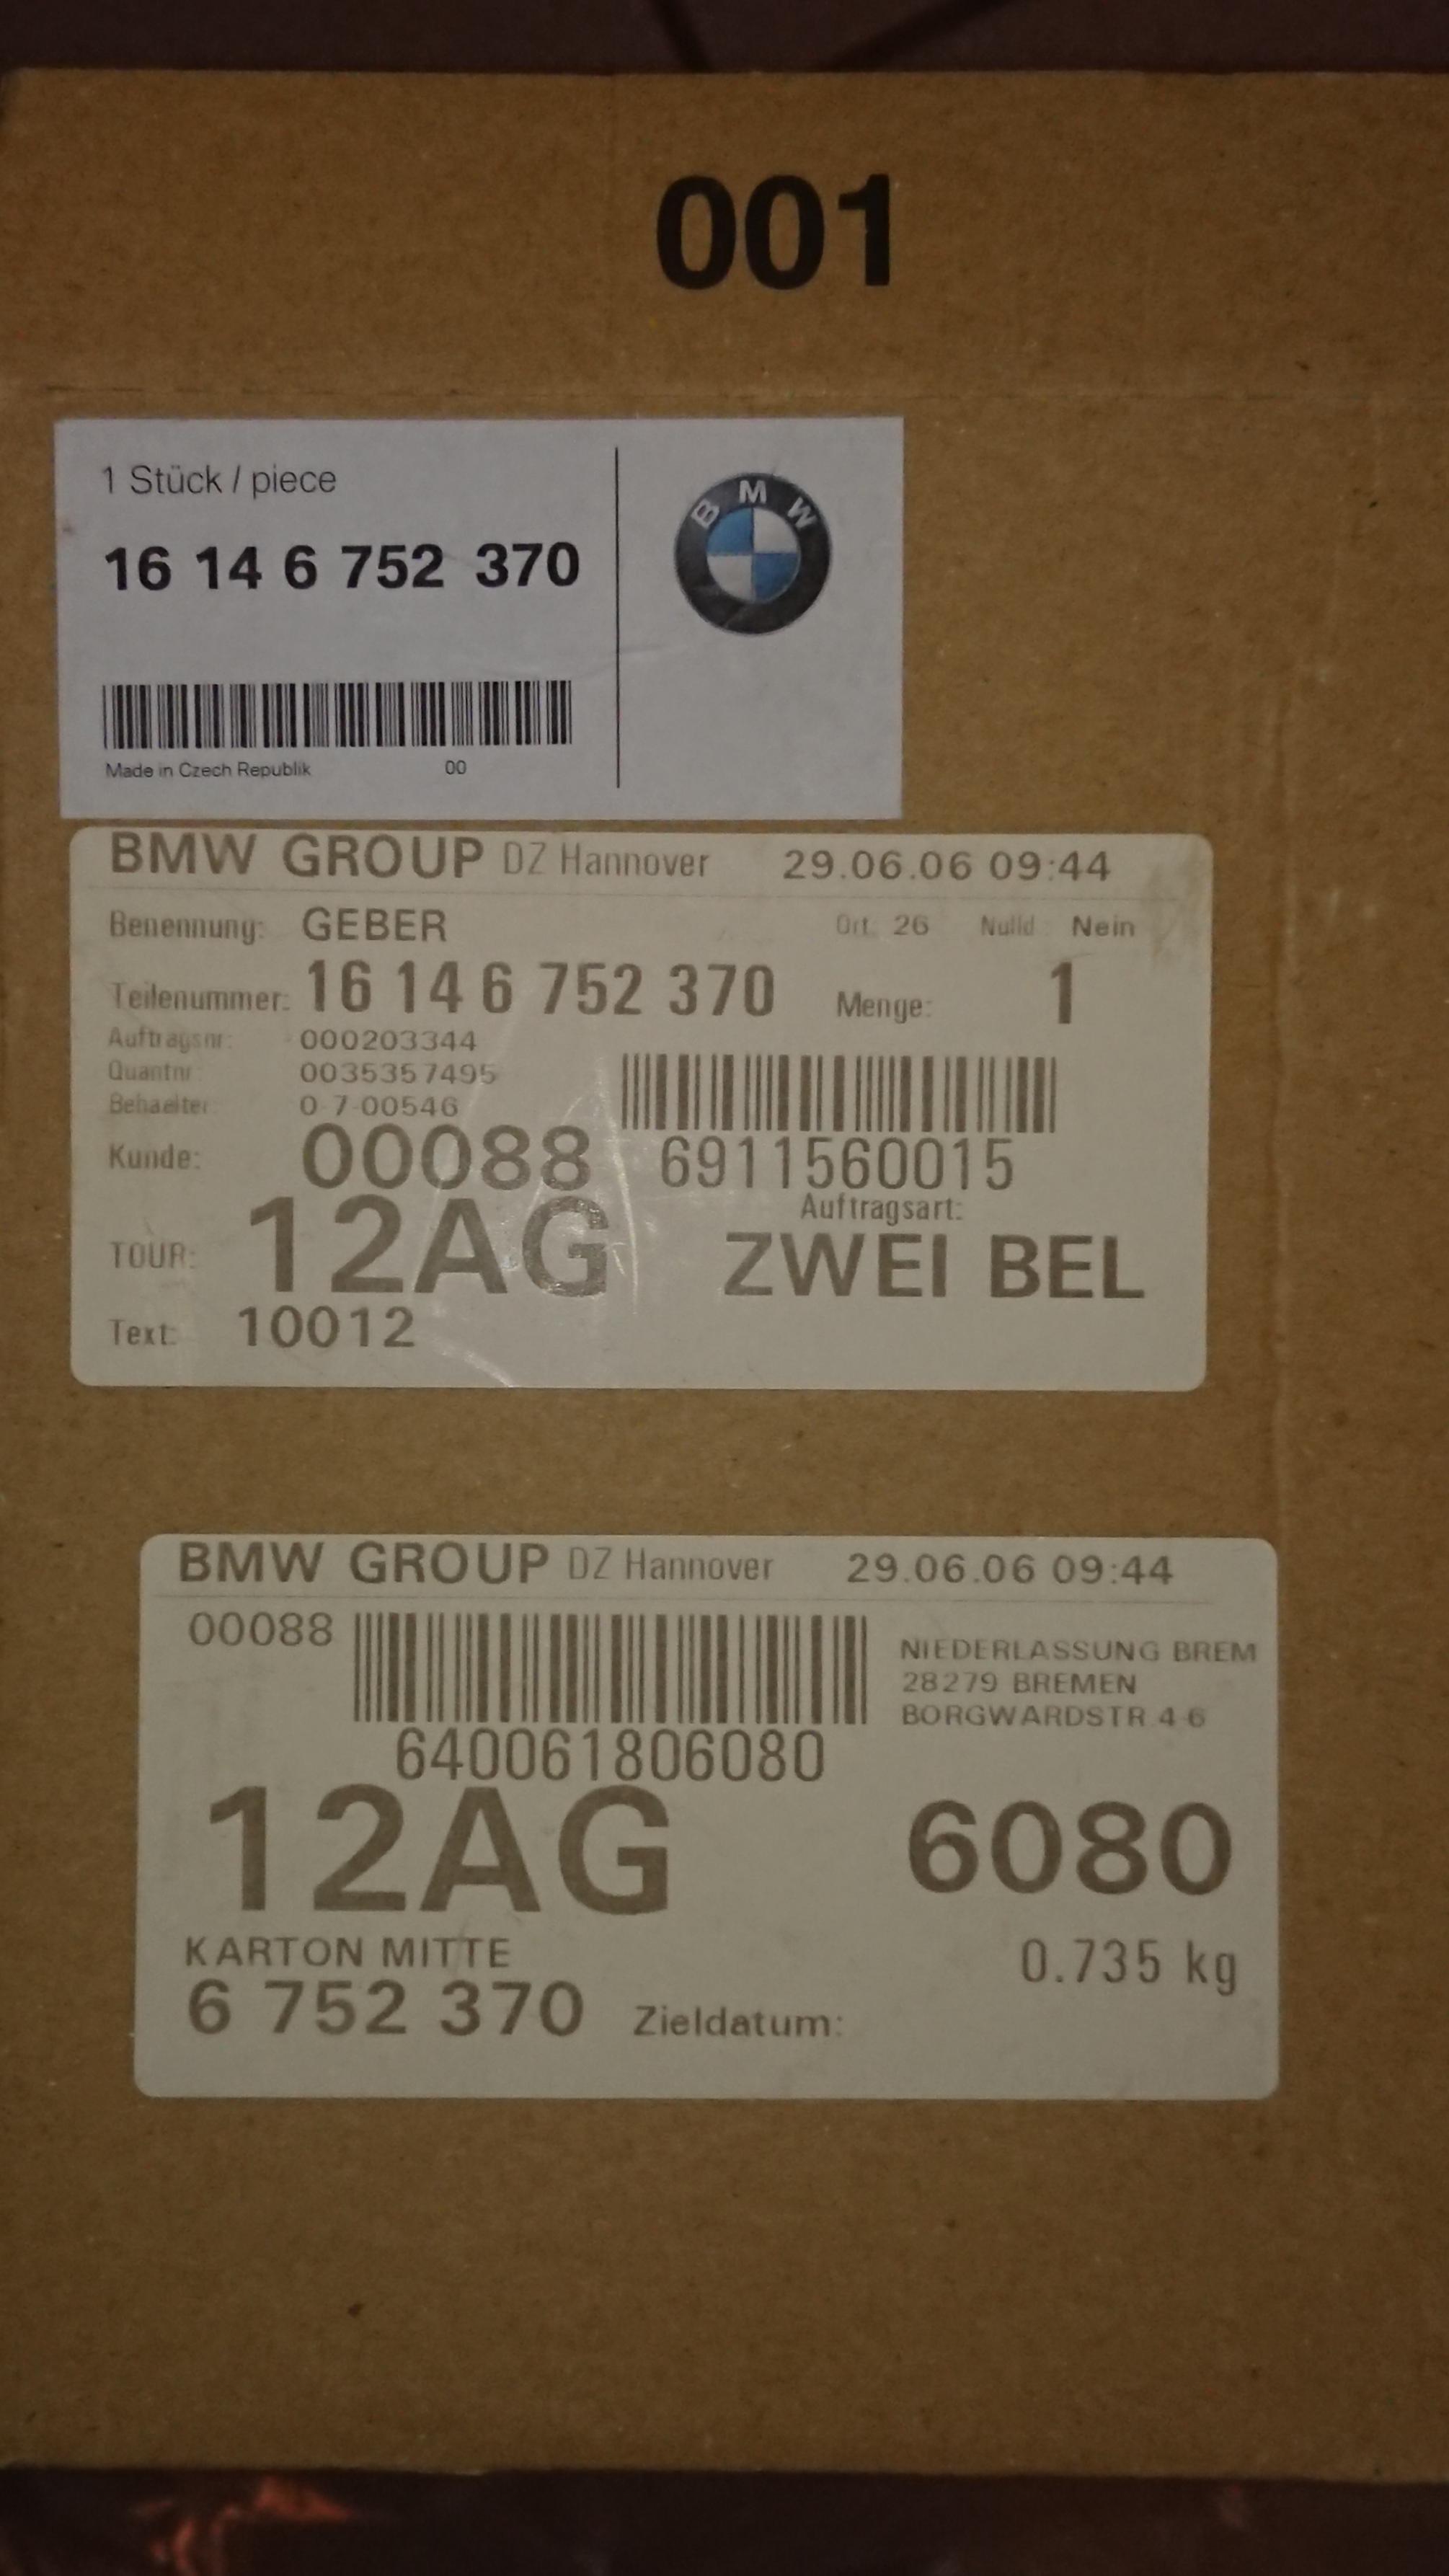 001
1 Stück / piece
16 14 6 752 370
BMW
Made in Czech Republik 00
BMW GROUP DZ Hannover 29.06.06 09:44
Benennung: GEBER Ort: 26 Nulld: Nein
Teilenummer: 16 14 6 752 370 Menge: 1
Auftragsnr: 000203344
Quantnr: 0035357495
Behaelter: 0-7-00546
Kunde: 00088 6911560015
Auftragsart:
TOUR: 12AG ZWEI BEL
Text: 10012
BMW GROUP DZ Hannover 29.06.06 09:44
00088
NIEDERLASSUNG BREM
28279 BREMEN
BORGWARDSTR.4-6
640061806080
12AG 6080
KARTON MITTE 0.735 kg
6 752 370 Zieldatum: